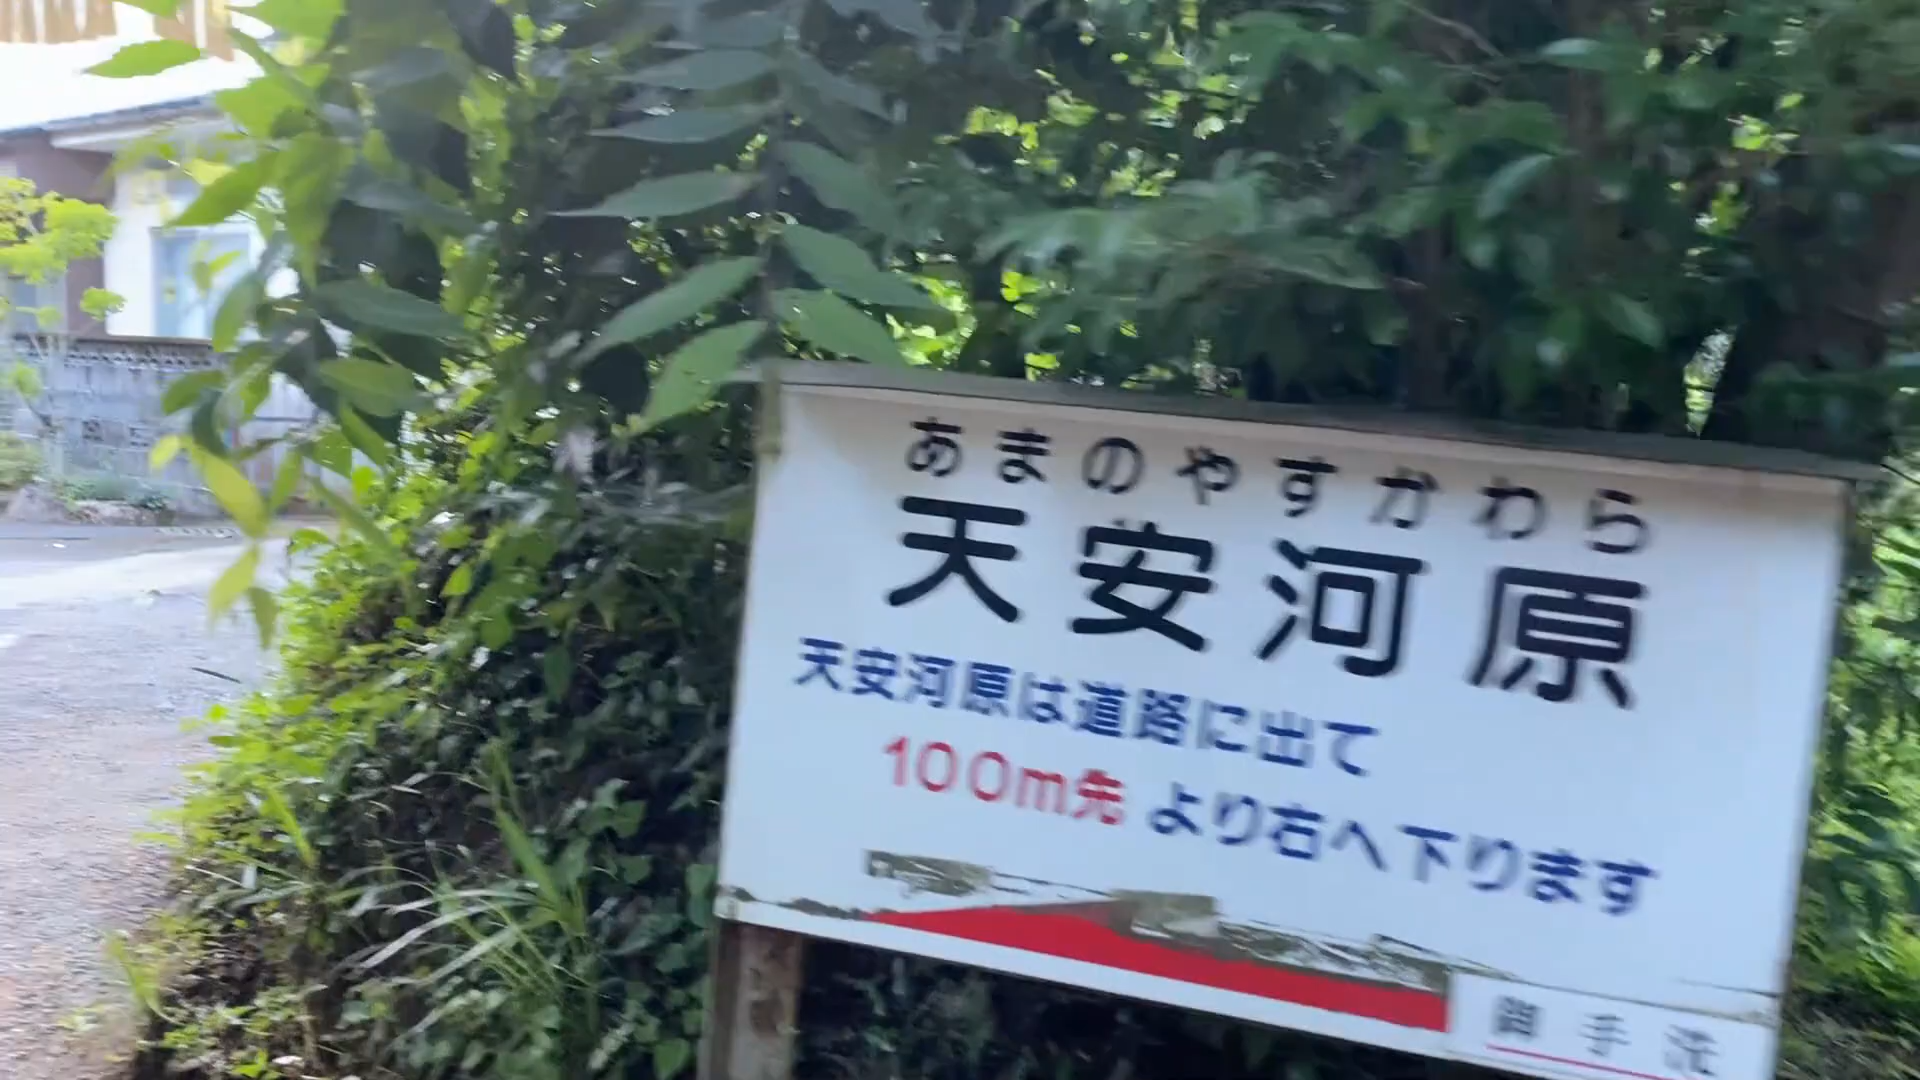 あまのやすかわら
天安河原
天安河原は道路に出て
100m先より右へ下ります
御手洗